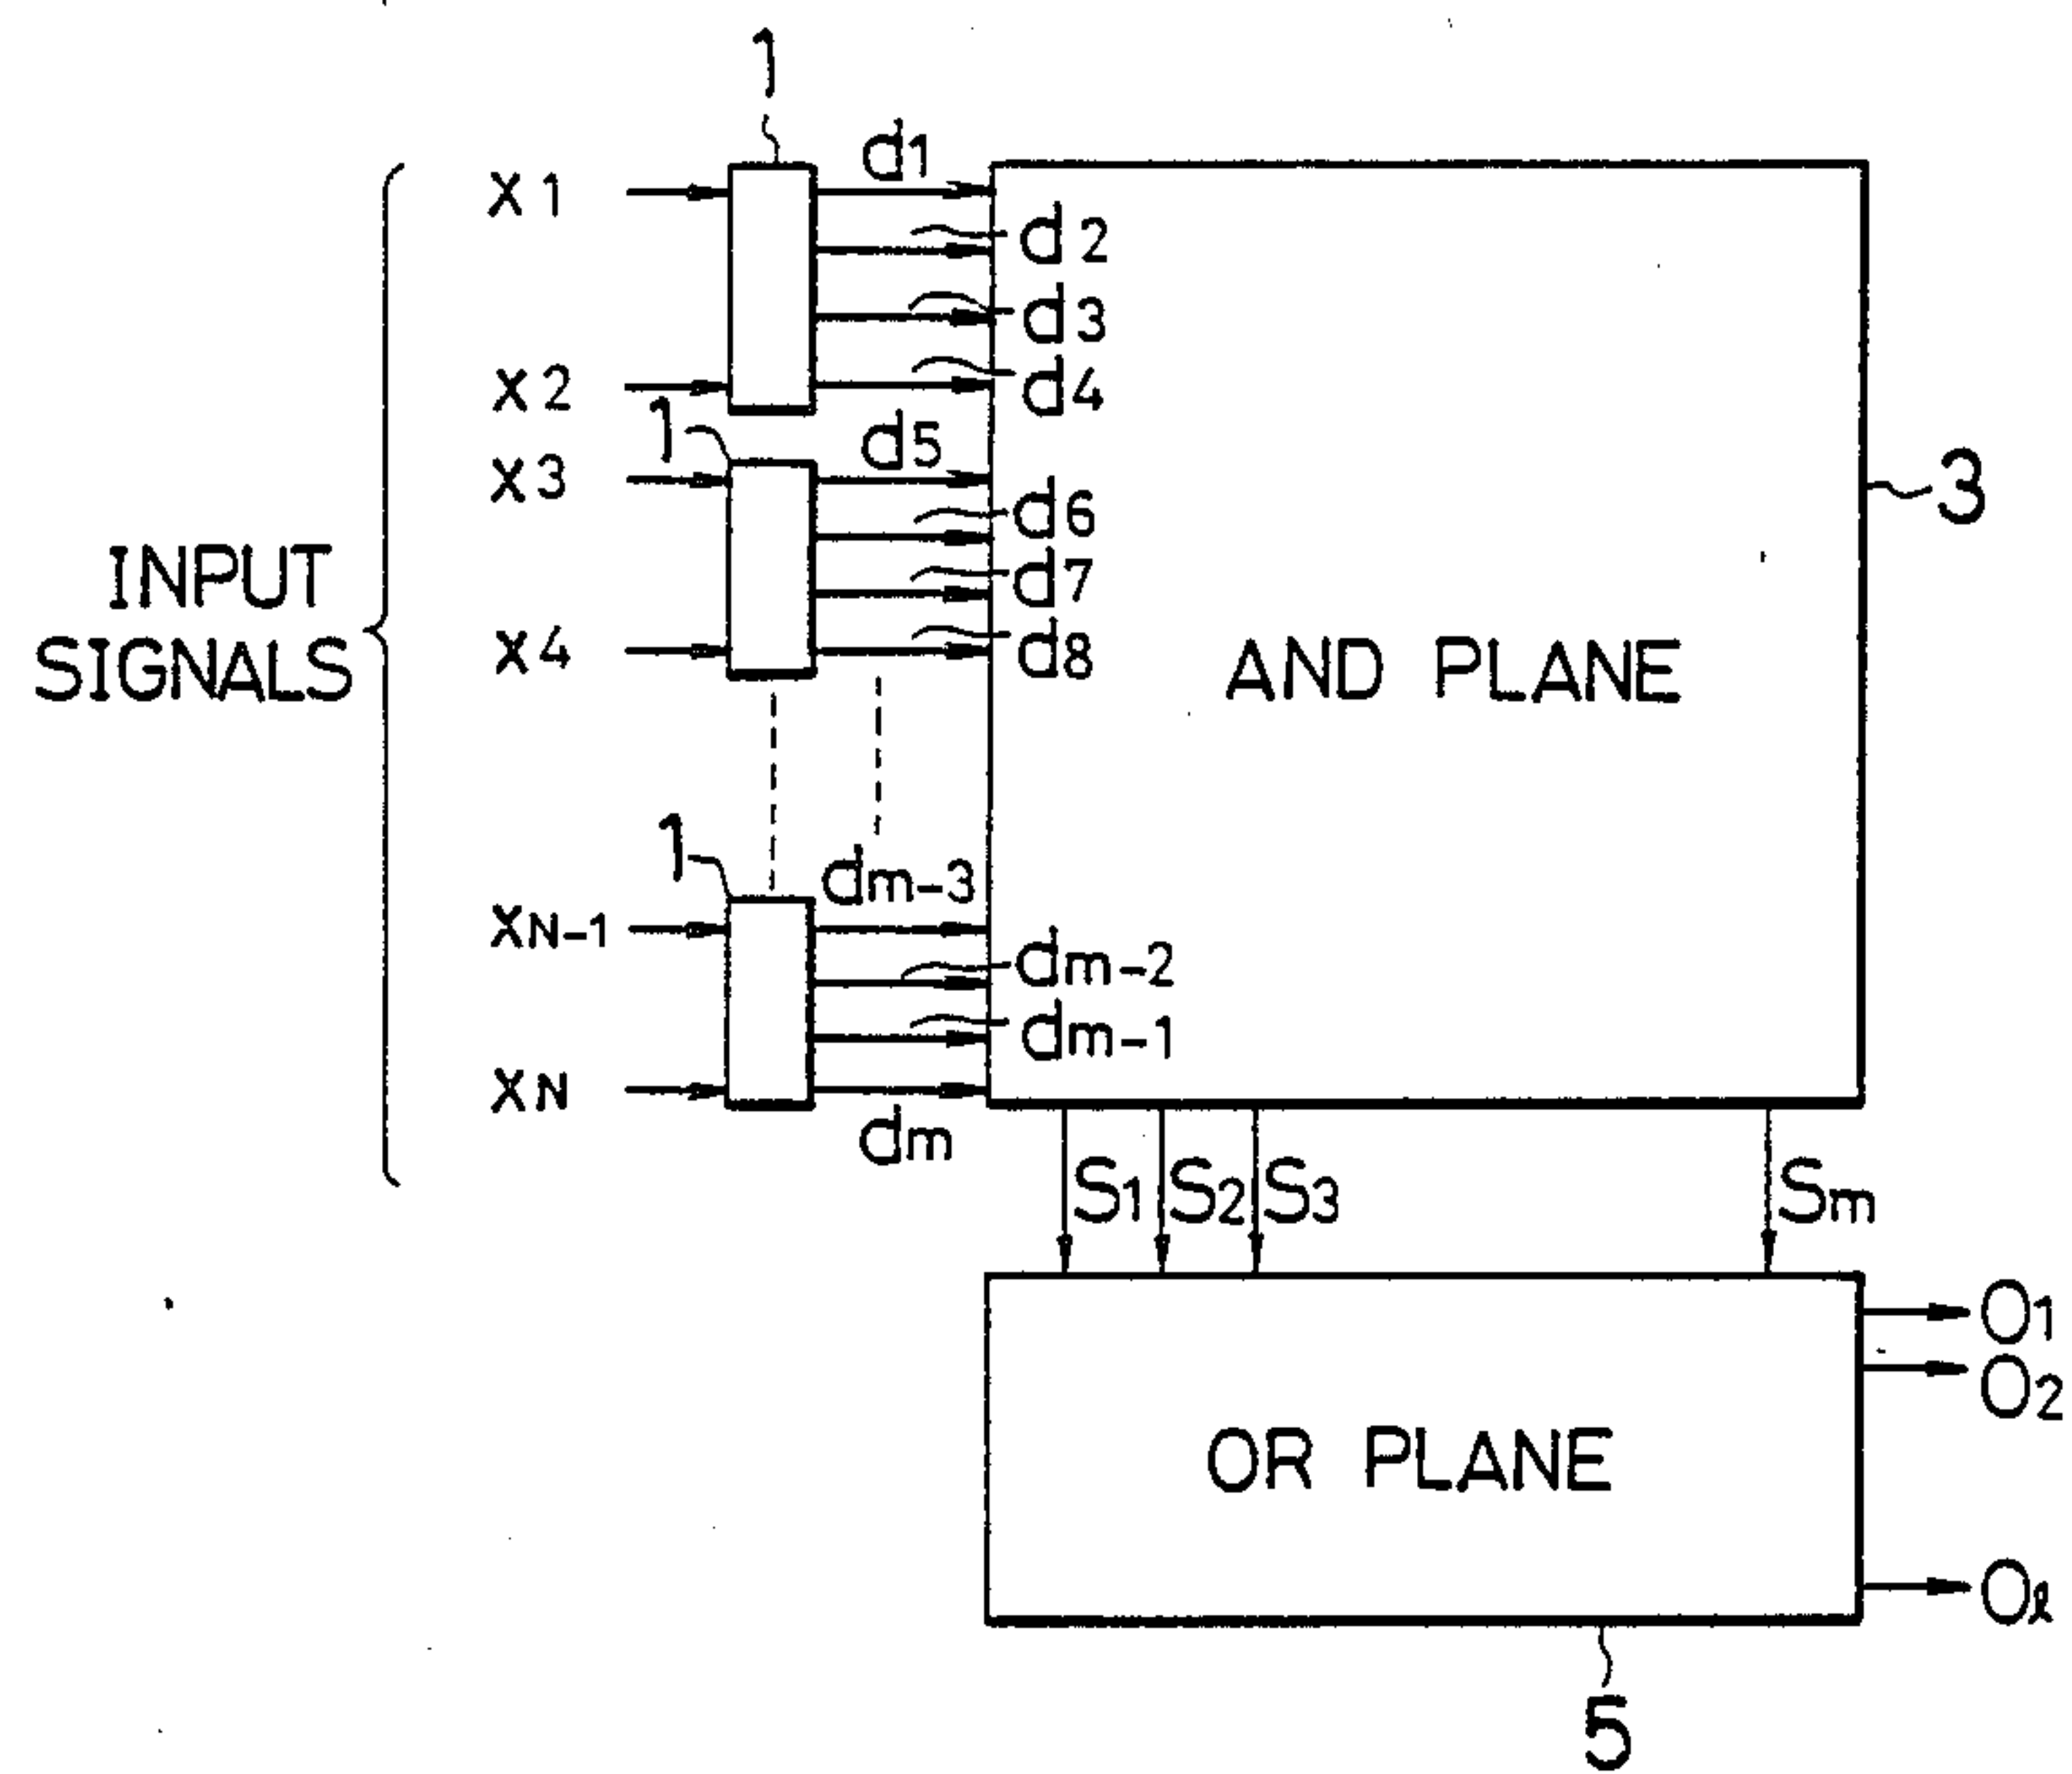 1
d1
X1
d2
d3
X2
d4
1
d5
X3
3
d6
INPUT
SIGNALS
d7
X4
d8
AND PLANE
1
dm-3
XN-1
dm-2
dm-1
XN
dm
S1 S2 S3 Sm
O1
O2
OR PLANE
Oℓ
5